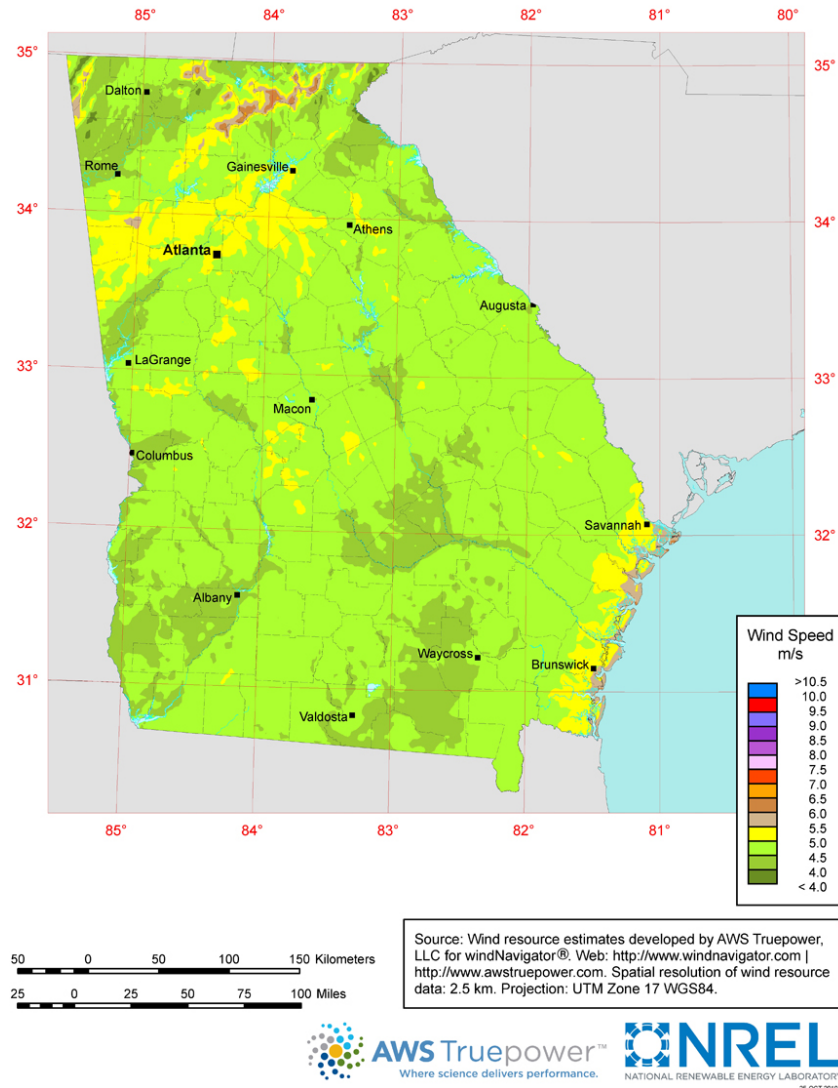 85° 84° 83° 82° 81° 80°
35° 35°
Dalton
Rome
Gainesville
34° 34°
Athens
Atlanta
Augusta
33° 33°
LaGrange
Macon
Columbus
32° 32°
Savannah
Albany
Waycross
Brunswick
31°
Valdosta
85° 84° 83° 82° 81°
Wind Speed
m/s
>10.5
10.0
9.5
9.0
8.5
8.0
7.5
7.0
6.5
6.0
5.5
5.0
4.5
4.0
< 4.0
50 0 50 100 150 Kilometers
25 0 25 50 75 100 Miles
Source: Wind resource estimates developed by AWS Truepower,
LLC for windNavigator®. Web: http://www.windnavigator.com |
http://www.awstruepower.com. Spatial resolution of wind resource
data: 2.5 km. Projection: UTM Zone 17 WGS84.
AWS Truepower™
Where science delivers performance.
NREL
NATIONAL RENEWABLE ENERGY LABORATOR